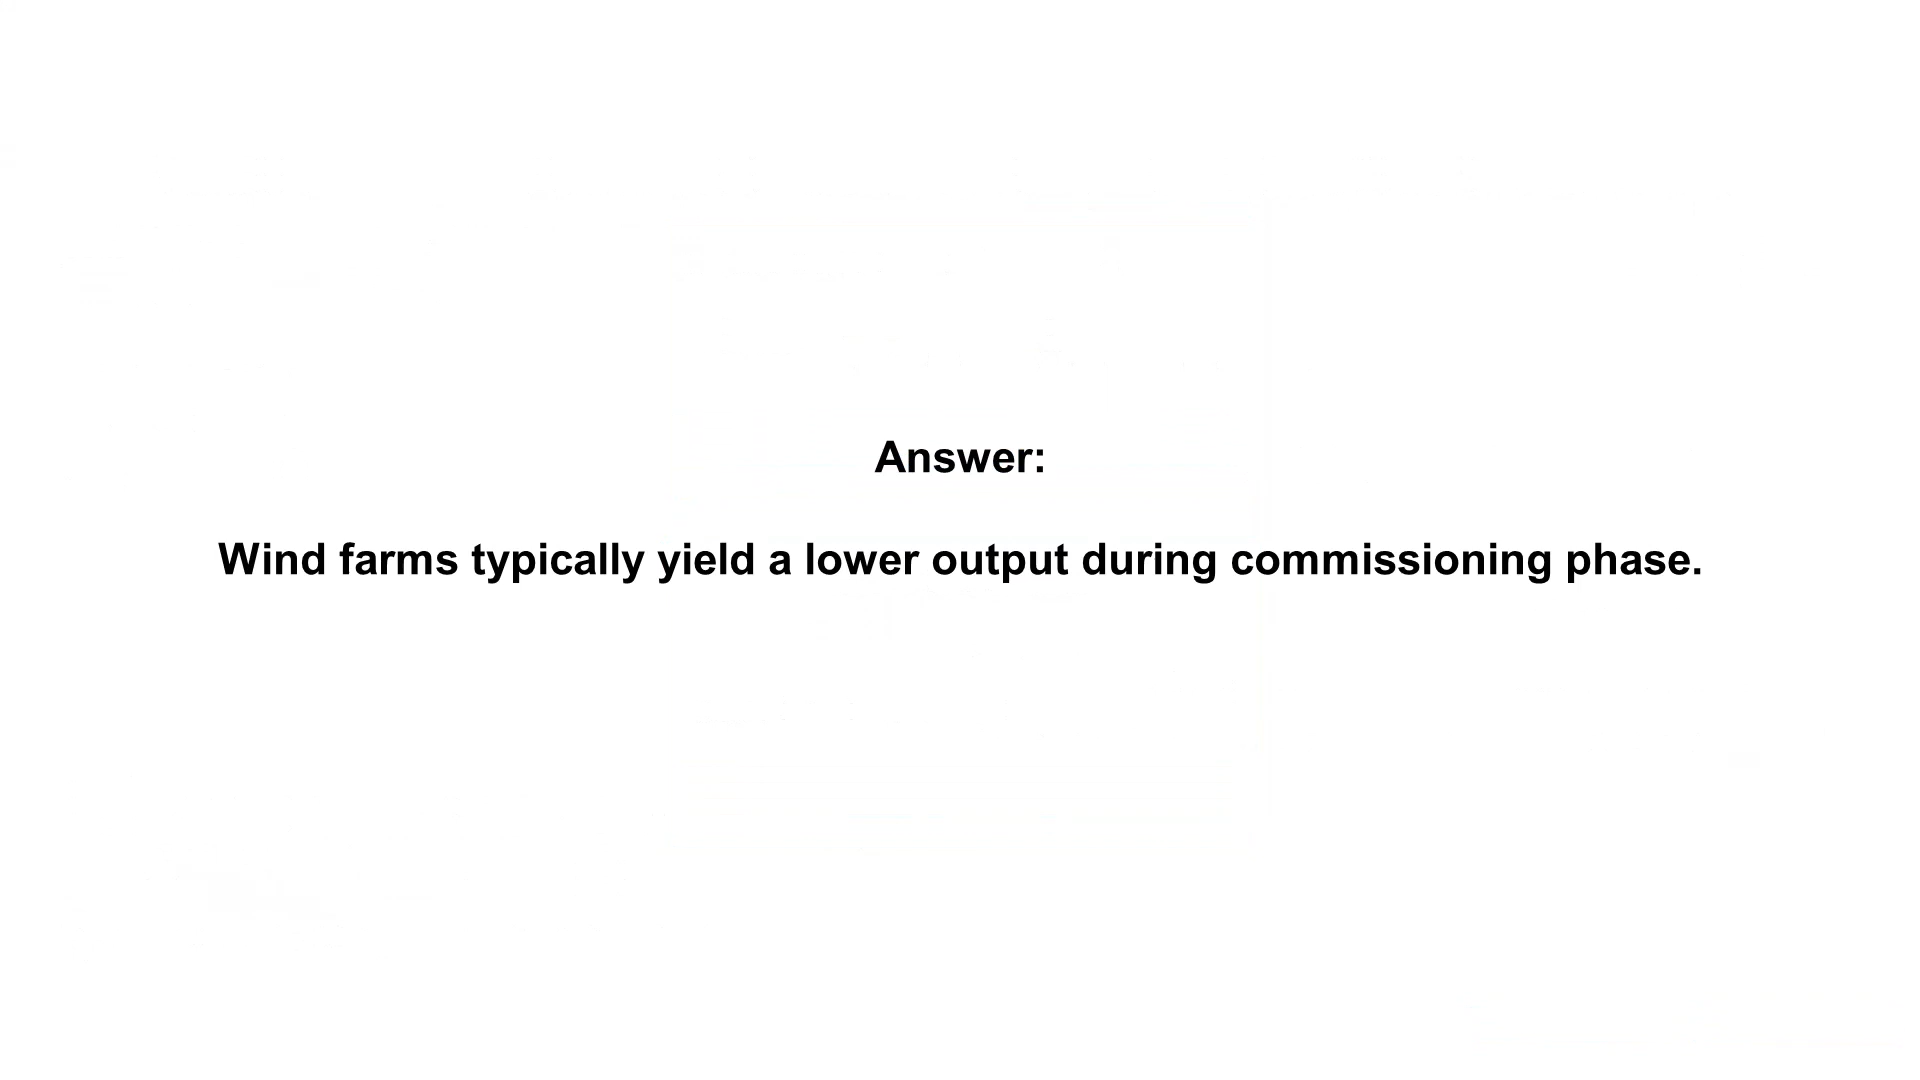 Answer:
Wind farms typically yield a lower output during commissioning phase.